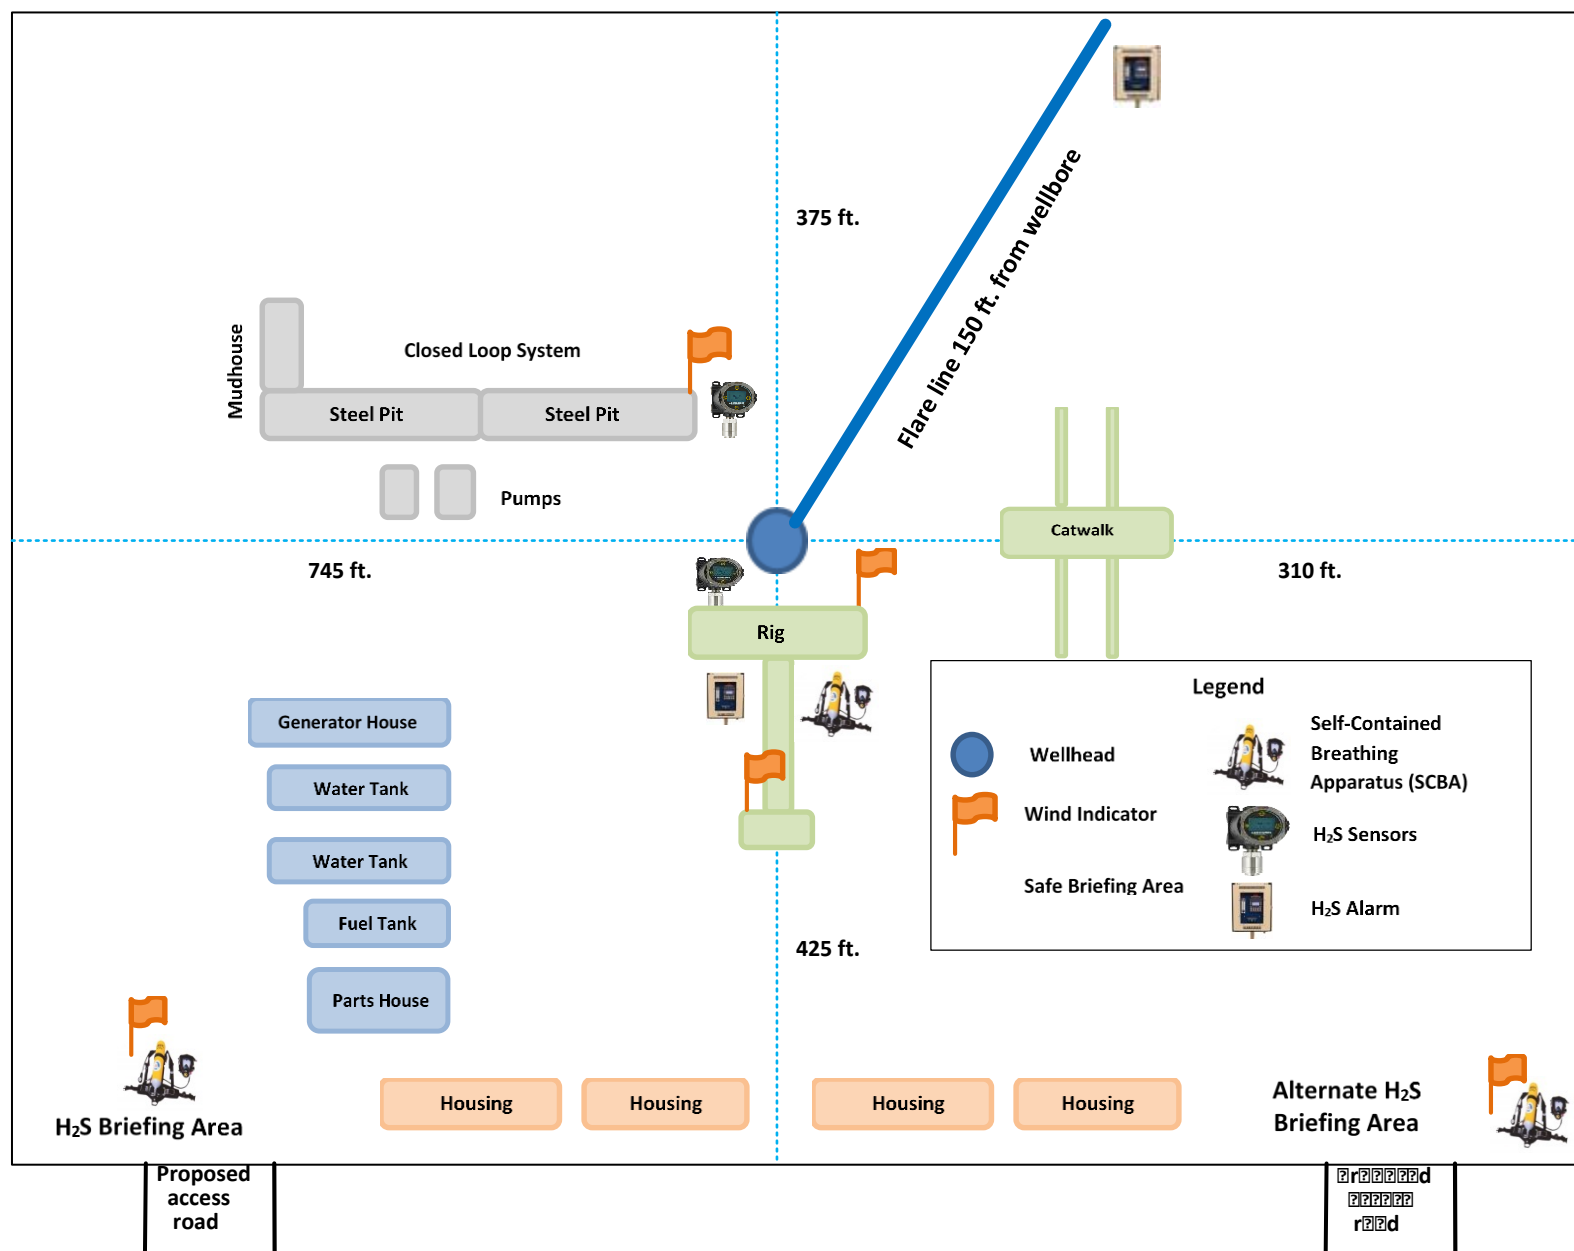 375 ft.
Flare line 150 ft. from wellbore
Mudhouse
Closed Loop System
Steel Pit
Steel Pit
Pumps
Catwalk
745 ft.
310 ft.
Rig
Legend
Wellhead
Wind Indicator
Safe Briefing Area
Self-Contained
Breathing
Apparatus (SCBA)
H₂S Sensors
H₂S Alarm
Generator House
Water Tank
Water Tank
Fuel Tank
Parts House
425 ft.
H₂S Briefing Area
Housing
Housing
Housing
Housing
Alternate H₂S
Briefing Area
Proposed
access
road